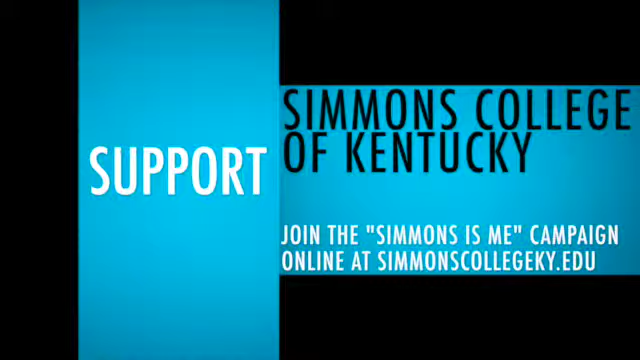 SUPPORT
SIMMONS COLLEGE
OF KENTUCKY
JOIN THE "SIMMONS IS ME" CAMPAIGN
ONLINE AT SIMMONSCOLLEGEKY.EDU